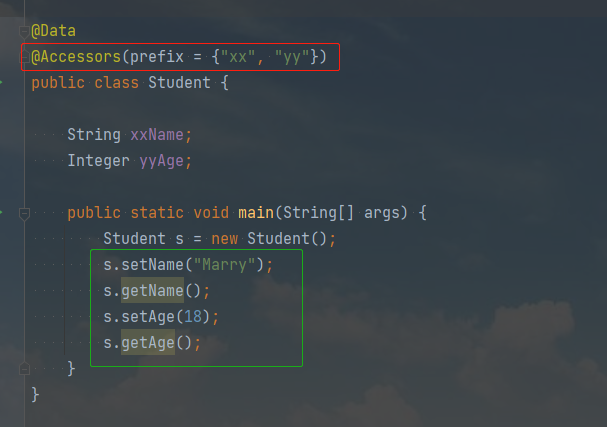 @Data
@Accessors(prefix = {"xx", "yy"})
public class Student {
String xxName;
Integer yyAge;
public static void main(String[] args) {
Student s = new Student();
s.setName("Marry");
s.getName();
s.setAge(18);
s.getAge();
}
}